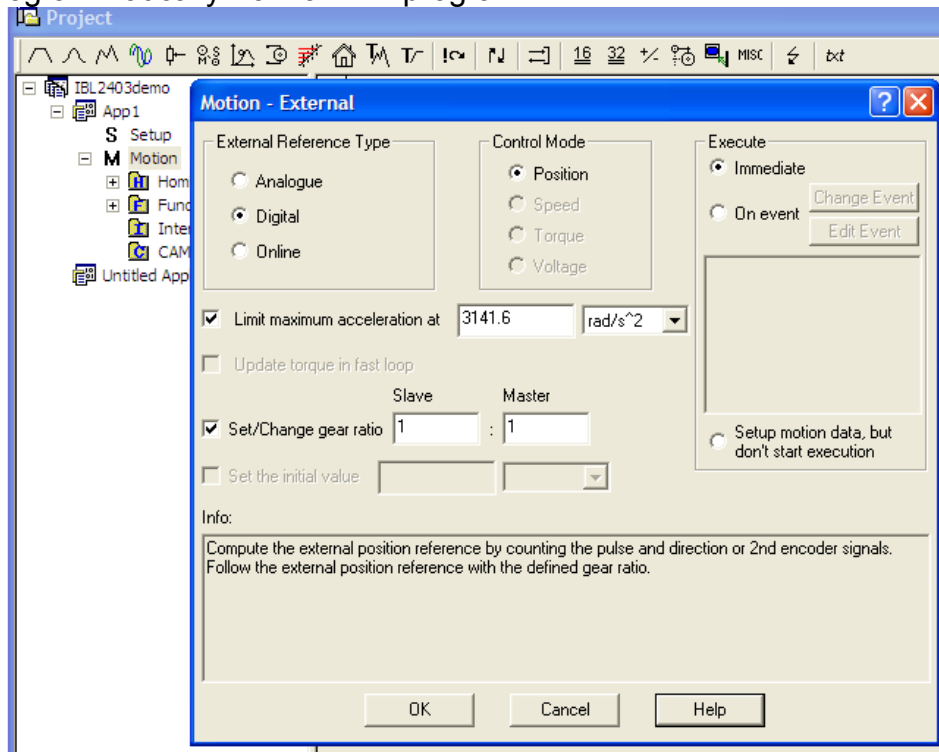 Project
16 32 +/- MISC txt
IBL2403demo
App1
S Setup
M Motion
H Hom
F Func
I Inter
C CAM
Untitled App
Motion - External
External Reference Type
Analogue
Digital
Online
Control Mode
Position
Speed
Torque
Voltage
Execute
Immediate
On event
Change Event
Edit Event
Setup motion data, but
don't start execution
Limit maximum acceleration at 3141.6 rad/s^2
Update torque in fast loop
Slave Master
Set/Change gear ratio 1 : 1
Set the initial value
Info:
Compute the external position reference by counting the pulse and direction or 2nd encoder signals.
Follow the external position reference with the defined gear ratio.
OK Cancel Help